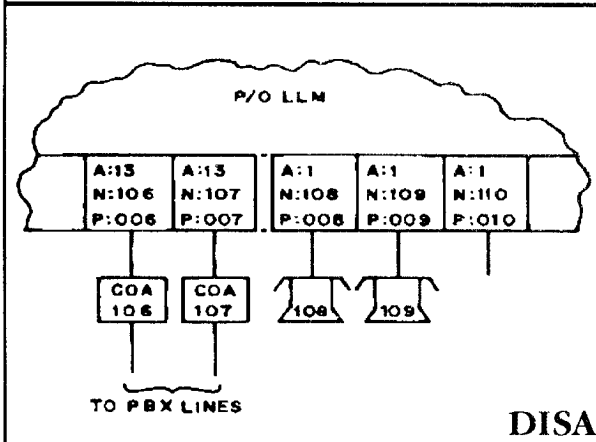 P/O LLM
A:13 A:13 A:1 A:1 A:1
N:106 N:107 N:108 N:109 N:110
P:006 P:007 P:008 P:009 P:010
COA COA
106 107 108 109
TO PBX LINES
DISA